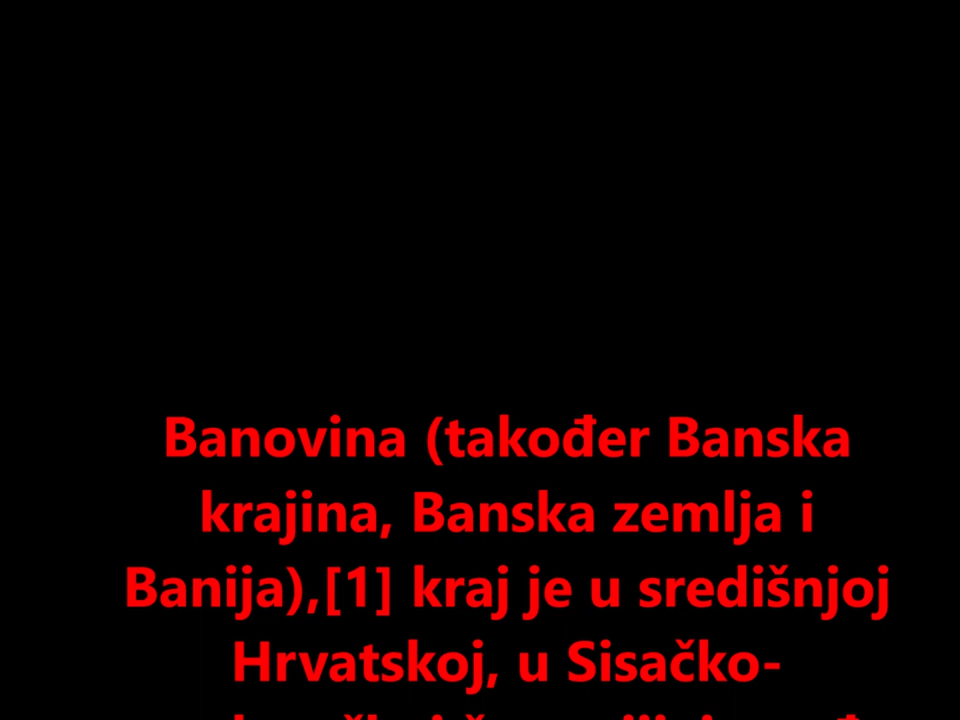 Banovina (također Banska
krajina, Banska zemlja i
Banija),[1] kraj je u središnjoj
Hrvatskoj, u Sisačko-